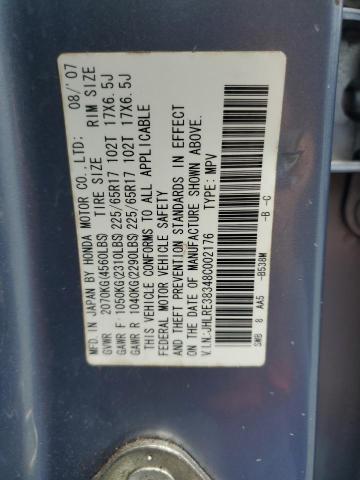 MFD. IN JAPAN BY HONDA MOTOR CO., LTD: 08/'07
GVWR 2070KG(4560LBS) TIRE SIZE RIM SIZE
GAWR F 1050KG(2310LBS) 225/65R17 102T 17X6.5J
GAWR R 1040KG(2290LBS) 225/65R17 102T 17X6.5J
THIS VEHICLE CONFORMS TO ALL APPLICABLE
FEDERAL MOTOR VEHICLE SAFETY
AND THEFT PREVENTION STANDARDS IN EFFECT
ON THE DATE OF MANUFACTURE SHOWN ABOVE.
V.I.N.:JHLRE38348C002176 TYPE: MPV
-B -C
SWB 8 AA5 -B538M